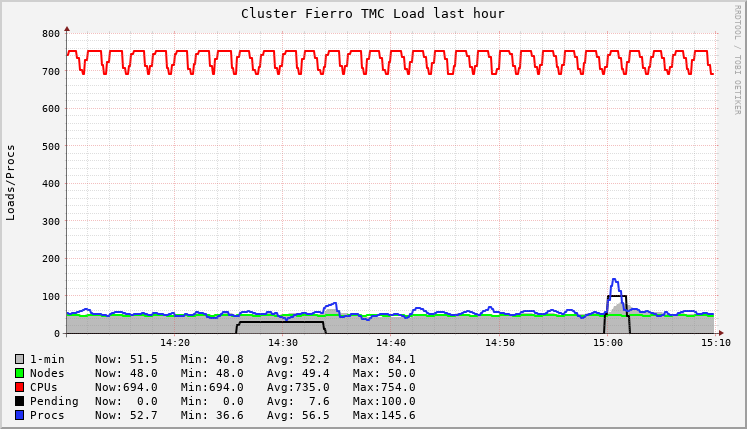 Cluster Fierro TMC Load last hour
RRDTOOL / TOBI OETIKER
Loads/Procs
800
700
600
500
400
300
200
100
0
14:20 14:30 14:40 14:50 15:00 15:10
1-min Now: 51.5 Min: 40.8 Avg: 52.2 Max: 84.1
Nodes Now: 48.0 Min: 48.0 Avg: 49.4 Max: 50.0
CPUs Now:694.0 Min:694.0 Avg:735.0 Max:754.0
Pending Now: 0.0 Min: 0.0 Avg: 7.6 Max:100.0
Procs Now: 52.7 Min: 36.6 Avg: 56.5 Max:145.6